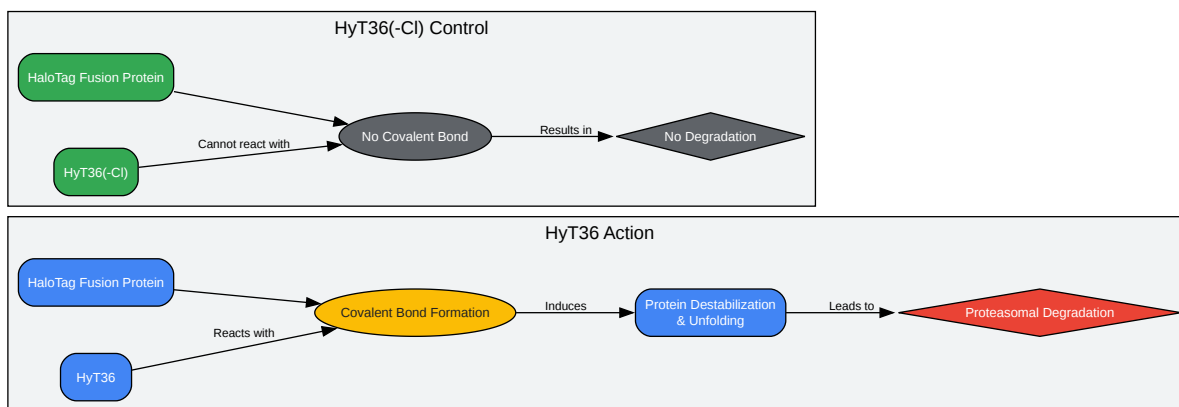 HyT36(-Cl) Control
HaloTag Fusion Protein
Cannot react with
HyT36(-Cl)
No Covalent Bond
Results in
No Degradation
HyT36 Action
HaloTag Fusion Protein
Reacts with
HyT36
Covalent Bond Formation
Induces
Protein Destabilization
& Unfolding
Leads to
Proteasomal Degradation